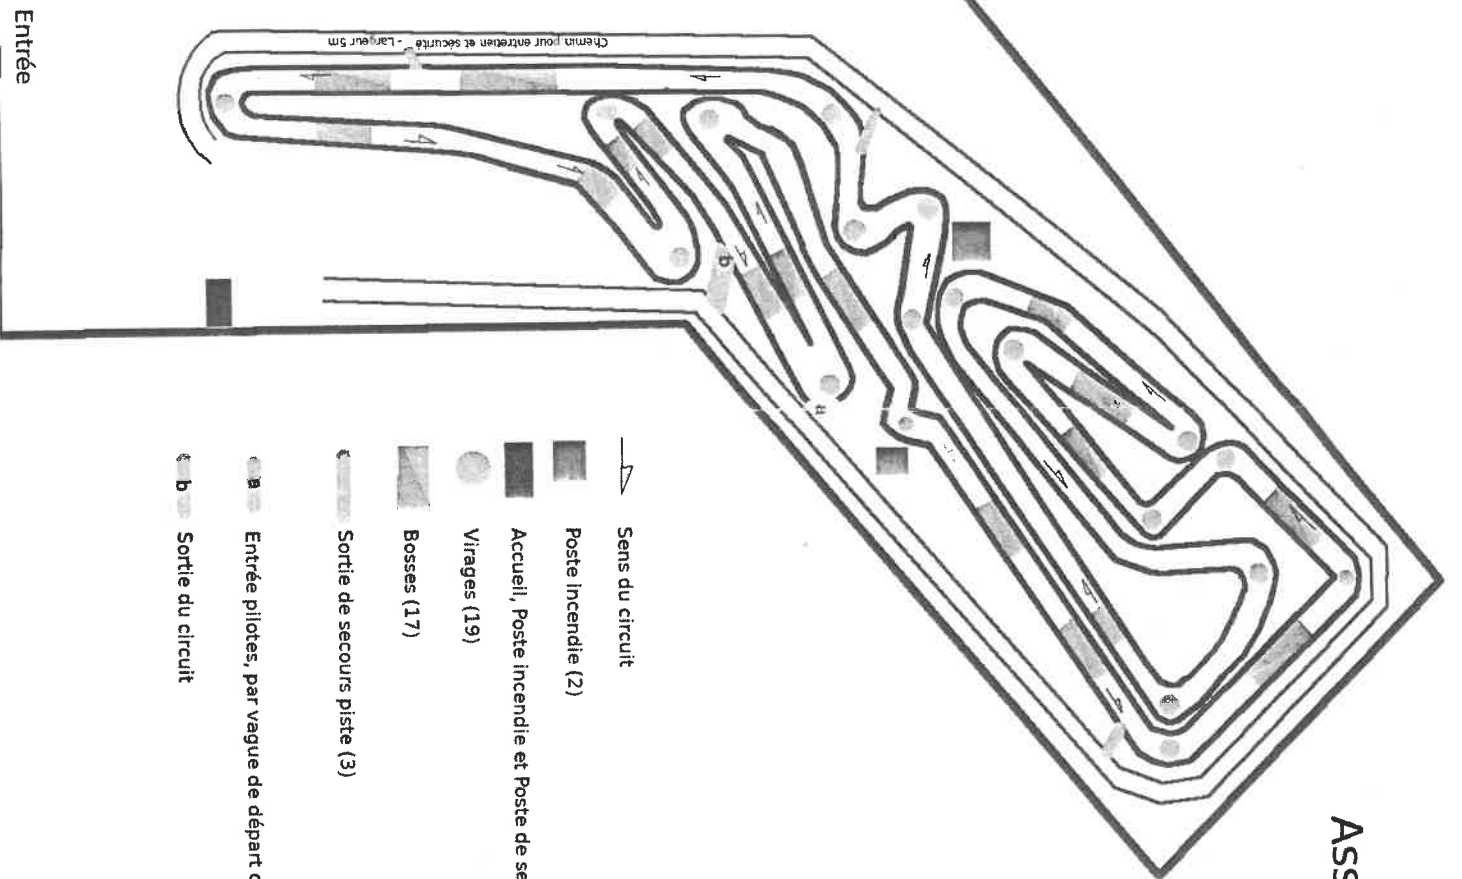 Entrée
Chemin pour entretien et sécurité - Largeur 5m
b
a
Sens du circuit
Poste incendie (2)
Accueil, Poste incendie et Poste de
Virages (19)
Bosses (17)
Sortie de secours piste (3)
a Entrée pilotes, par vague de départ
b Sortie du circuit